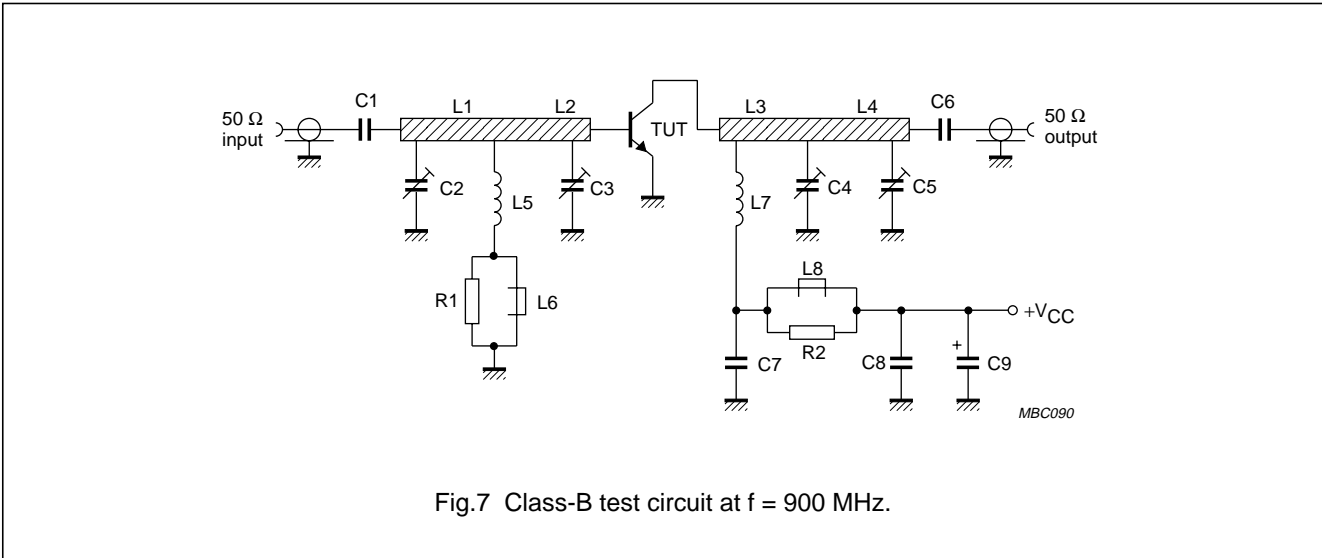 C1
L1
L2
TUT
L3
L4
C6
50 Ω
input
50 Ω
output
C2
L5
C3
L7
C4
C5
R1
L6
L8
R2
+VCC
C7
C8
+
C9
MBC090
Fig.7 Class-B test circuit at f = 900 MHz.